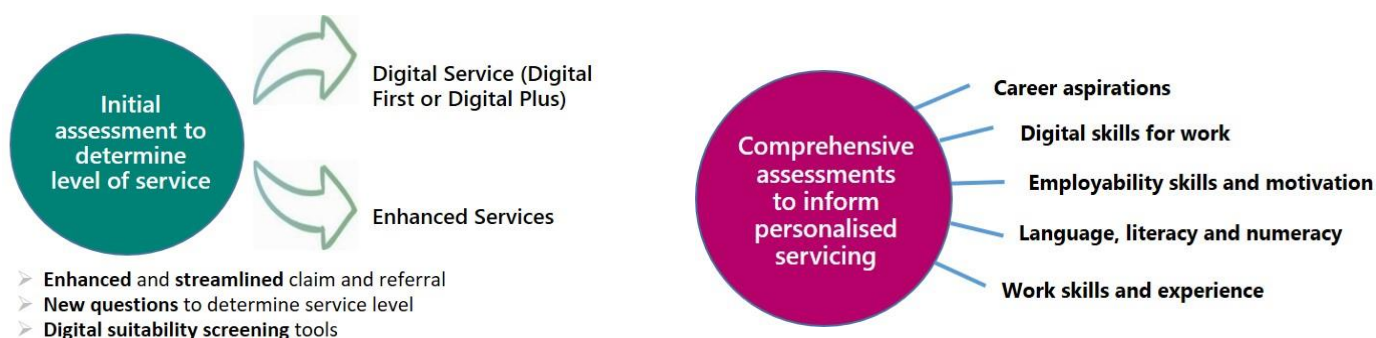 Initial
assessment to
determine
level of service
Digital Service (Digital
First or Digital Plus)
Enhanced Services
Enhanced and streamlined claim and referral
New questions to determine service level
Digital suitability screening tools
Comprehensive
assessments
to inform
personalised
servicing
Career aspirations
Digital skills for work
Employability skills and motivation
Language, literacy and numeracy
Work skills and experience